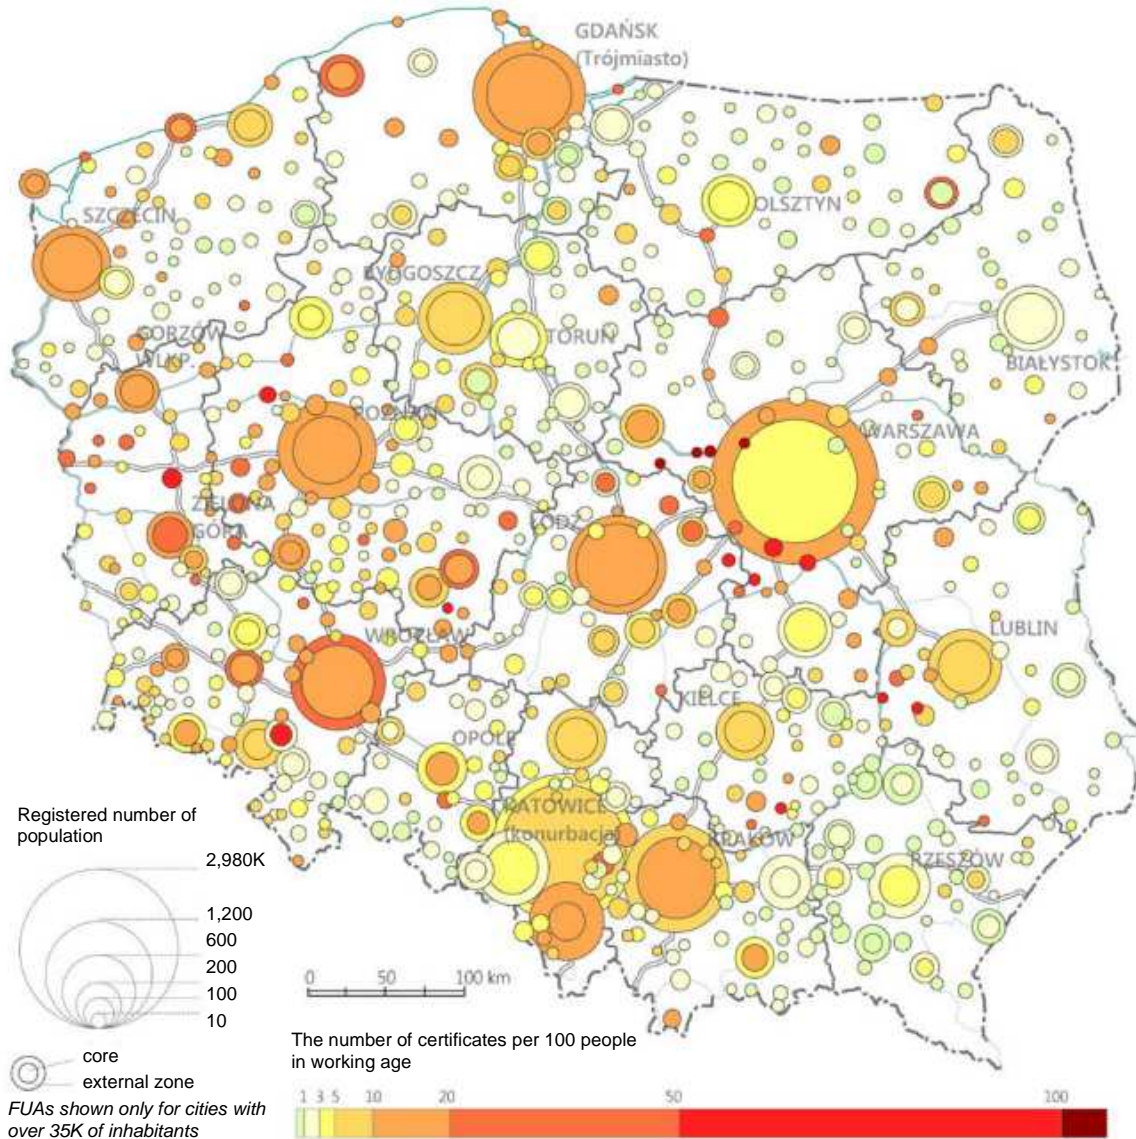 GDAŃSK
(Trójmiasto)
OLSZTYN
SZCZECIN
BYDGOSZCZ
GORZÓW
WLKP.
TORUŃ
BIAŁYSTOK
POZNAŃ
WARSZAWA
ZIELONA
GÓRA
ŁÓDŹ
WROCŁAW
LUBLIN
KIELCE
OPOLE
KATOWICE
(konurbacja)
KRAKÓW
RZESZÓW
Registered number of
population
2,980K
1,200
600
200
100
10
core
external zone
FUAs shown only for cities with
over 35K of inhabitants
0 50 100 km
The number of certificates per 100 people
in working age
1 3 5 10 20 50 100